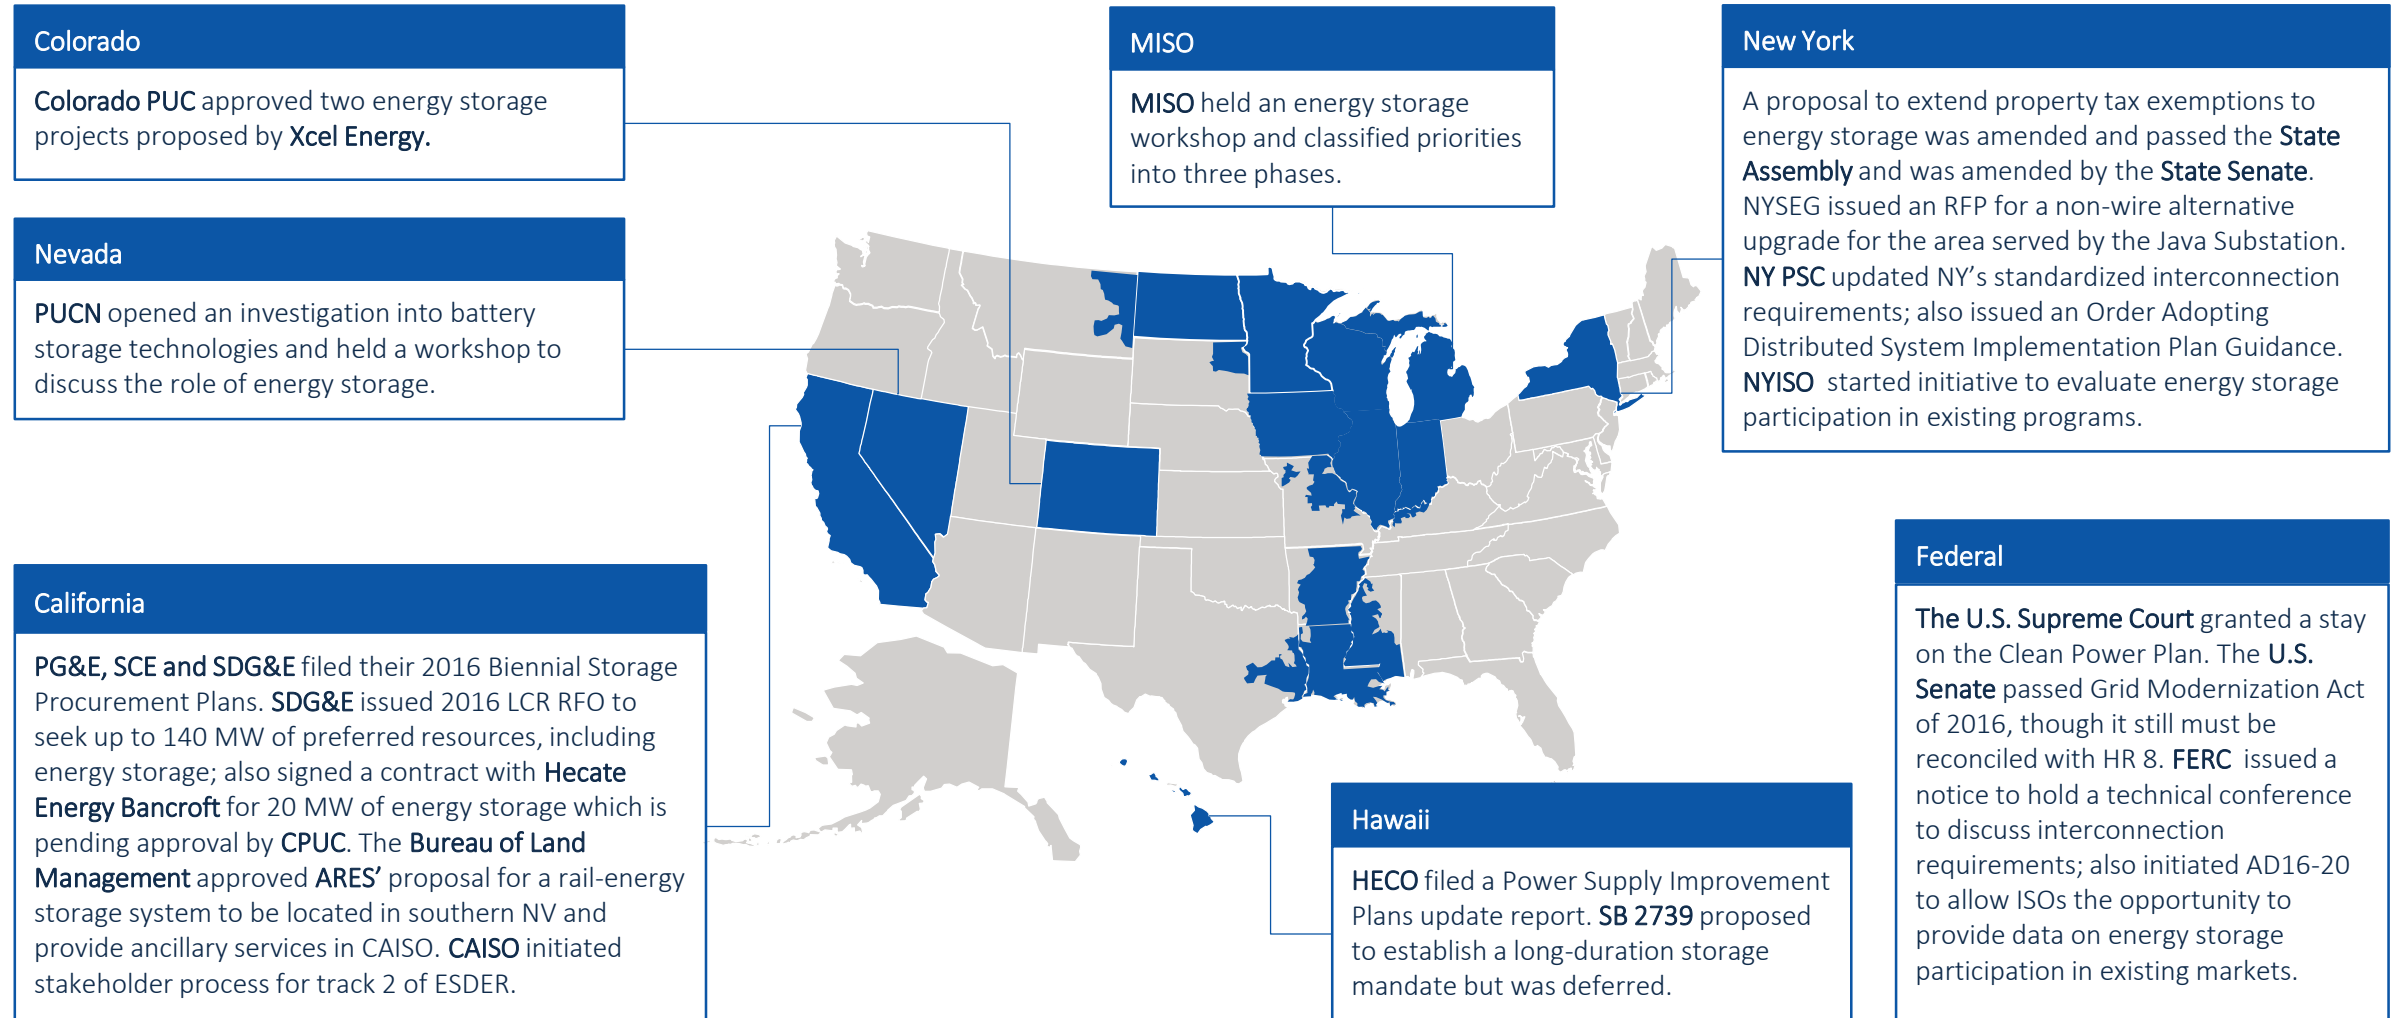 Colorado
Colorado PUC approved two energy storage
projects proposed by Xcel Energy.
Nevada
PUCN opened an investigation into battery
storage technologies and held a workshop to
discuss the role of energy storage.
California
PG&E, SCE and SDG&E filed their 2016 Biennial Storage
Procurement Plans. SDG&E issued 2016 LCR RFO to
seek up to 140 MW of preferred resources, including
energy storage; also signed a contract with Hecate
Energy Bancroft for 20 MW of energy storage which is
pending approval by CPUC. The Bureau of Land
Management approved ARES’ proposal for a rail-energy
storage system to be located in southern NV and
provide ancillary services in CAISO. CAISO initiated
stakeholder process for track 2 of ESDER.
MISO
MISO held an energy storage
workshop and classified priorities
into three phases.
New York
A proposal to extend property tax exemptions to
energy storage was amended and passed the State
Assembly and was amended by the State Senate.
NYSEG issued an RFP for a non-wire alternative
upgrade for the area served by the Java Substation.
NY PSC updated NY’s standardized interconnection
requirements; also issued an Order Adopting
Distributed System Implementation Plan Guidance.
NYISO started initiative to evaluate energy storage
participation in existing programs.
Hawaii
HECO filed a Power Supply Improvement
Plans update report. SB 2739 proposed
to establish a long-duration storage
mandate but was deferred.
Federal
The U.S. Supreme Court granted a stay
on the Clean Power Plan. The U.S.
Senate passed Grid Modernization Act
of 2016, though it still must be
reconciled with HR 8. FERC issued a
notice to hold a technical conference
to discuss interconnection
requirements; also initiated AD16-20
to allow ISOs the opportunity to
provide data on energy storage
participation in existing markets.